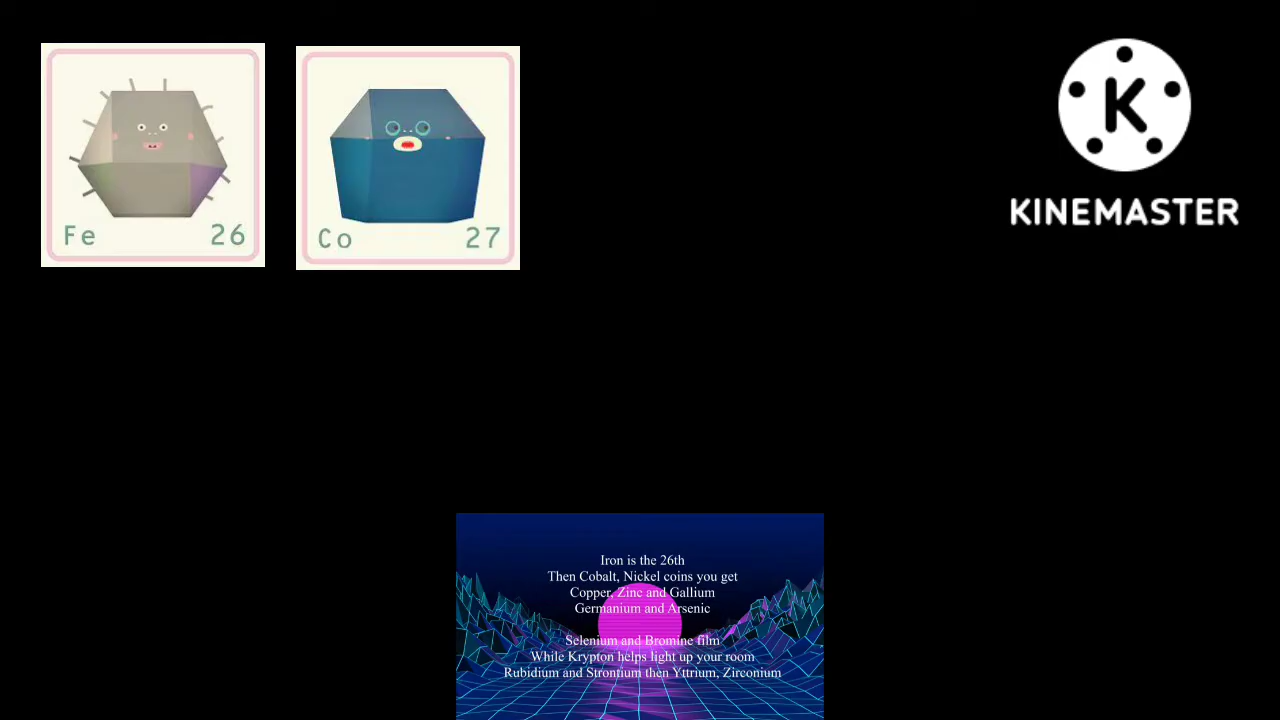 Fe 26
Co 27
K
KINEMASTER
Iron is the 26th
Then Cobalt, Nickel coins you get
Copper, Zinc and Gallium
Germanium and Arsenic
Selenium and Bromine film
While Krypton helps light up your room
Rubidium and Strontium then Yttrium, Zirconium